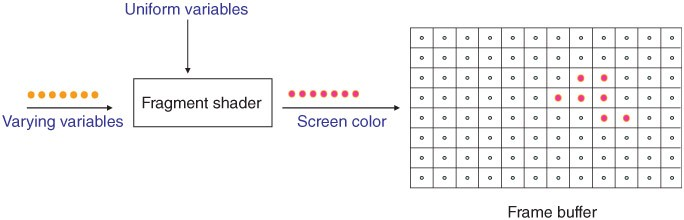 Uniform variables
Fragment shader
Varying variables
Screen color
Frame buffer